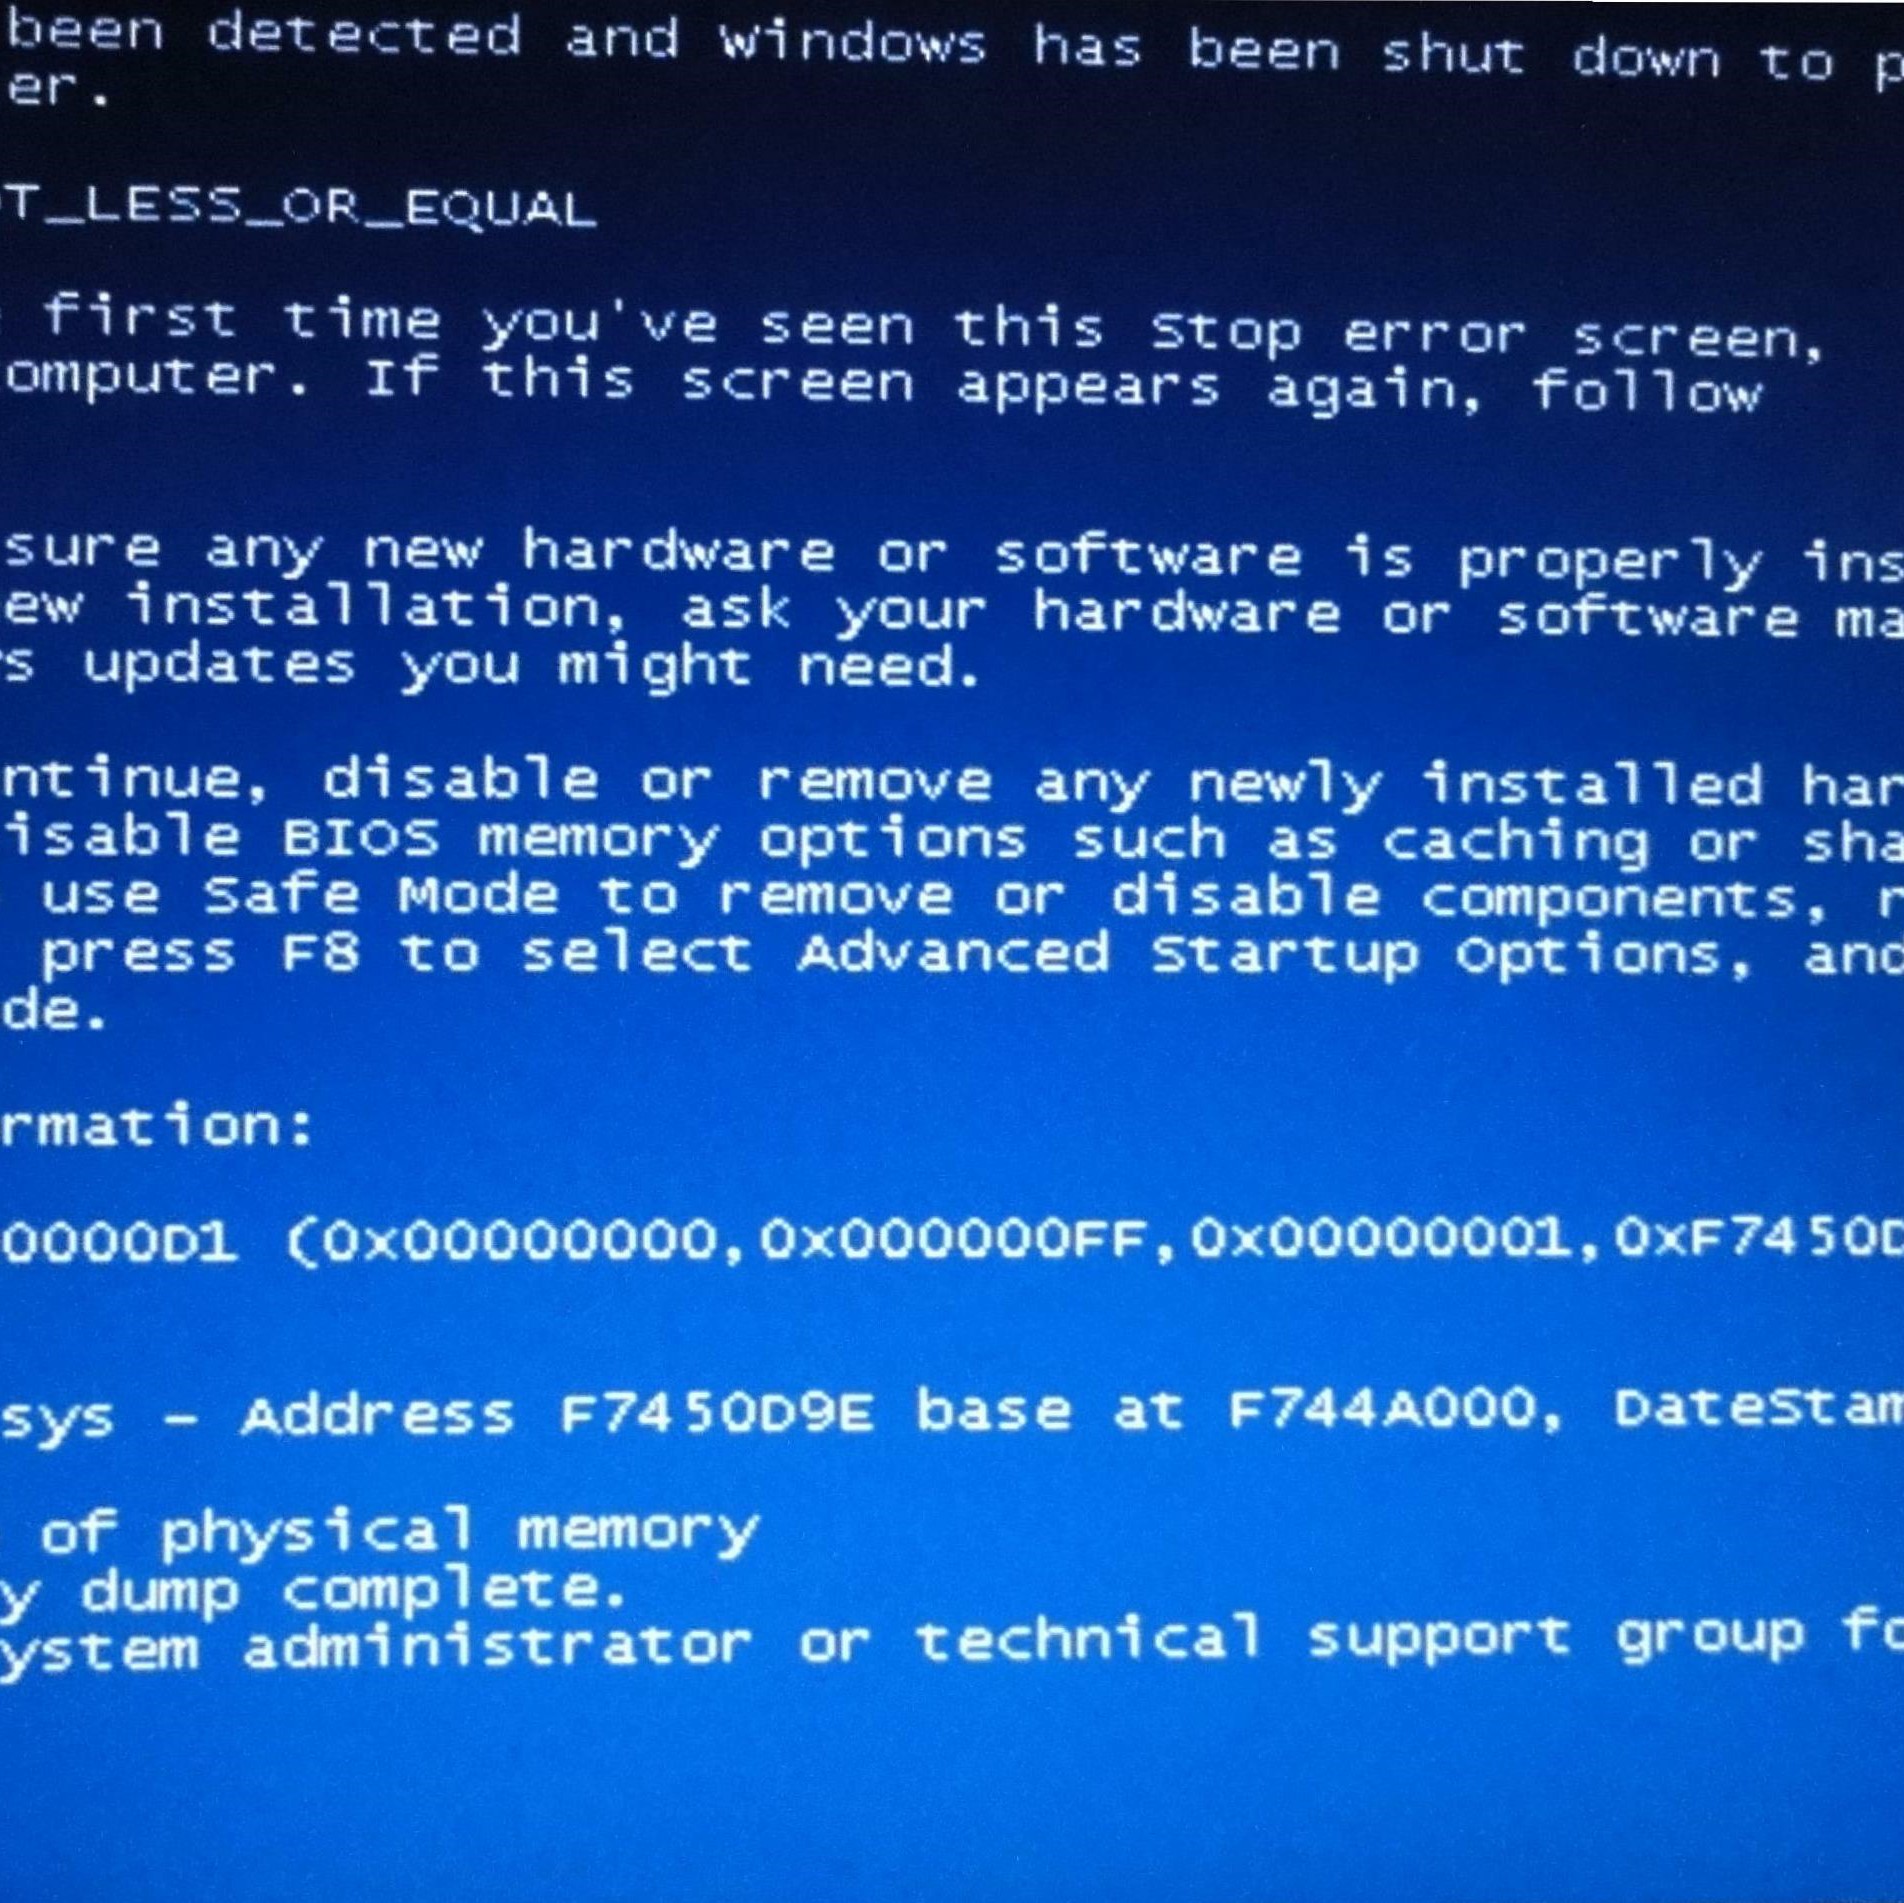 been detected and windows has been shut down to p
er.
T_LESS_OR_EQUAL
first time you've seen this Stop error screen,
omputer. If this screen appears again, follow
sure any new hardware or software is properly ins
ew installation, ask your hardware or software ma
s updates you might need.
ntinue, disable or remove any newly installed har
isable BIOS memory options such as caching or sha
use Safe Mode to remove or disable components, r
press F8 to select Advanced Startup Options, and
de.
rmation:
0000D1 (0x00000000,0x000000FF,0x00000001,0xF7450D
sys - Address F7450D9E base at F744A000, DateStam
of physical memory
y dump complete.
ystem administrator or technical support group fo